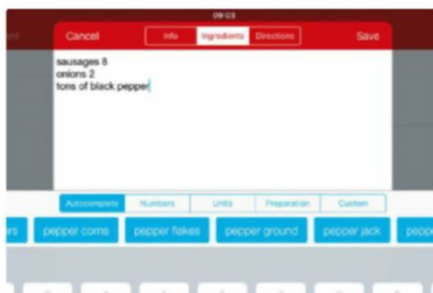 09:03
Cancel Info Ingredients Directions Save
sausages 8
onions 2
tons of black pepper
Autocomplete Numbers Units Preparation Custom
pepper corns pepper flakes pepper ground pepper jack